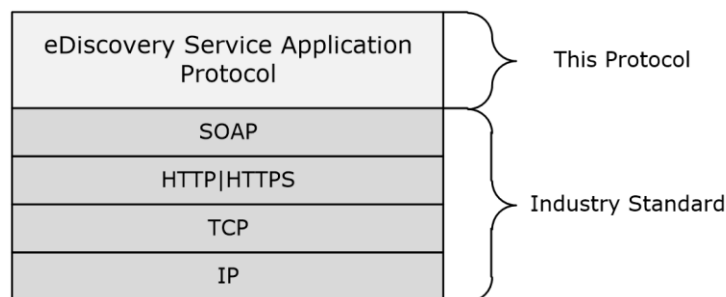 eDiscovery Service Application
Protocol
This Protocol
SOAP
HTTP|HTTPS
TCP
IP
Industry Standard